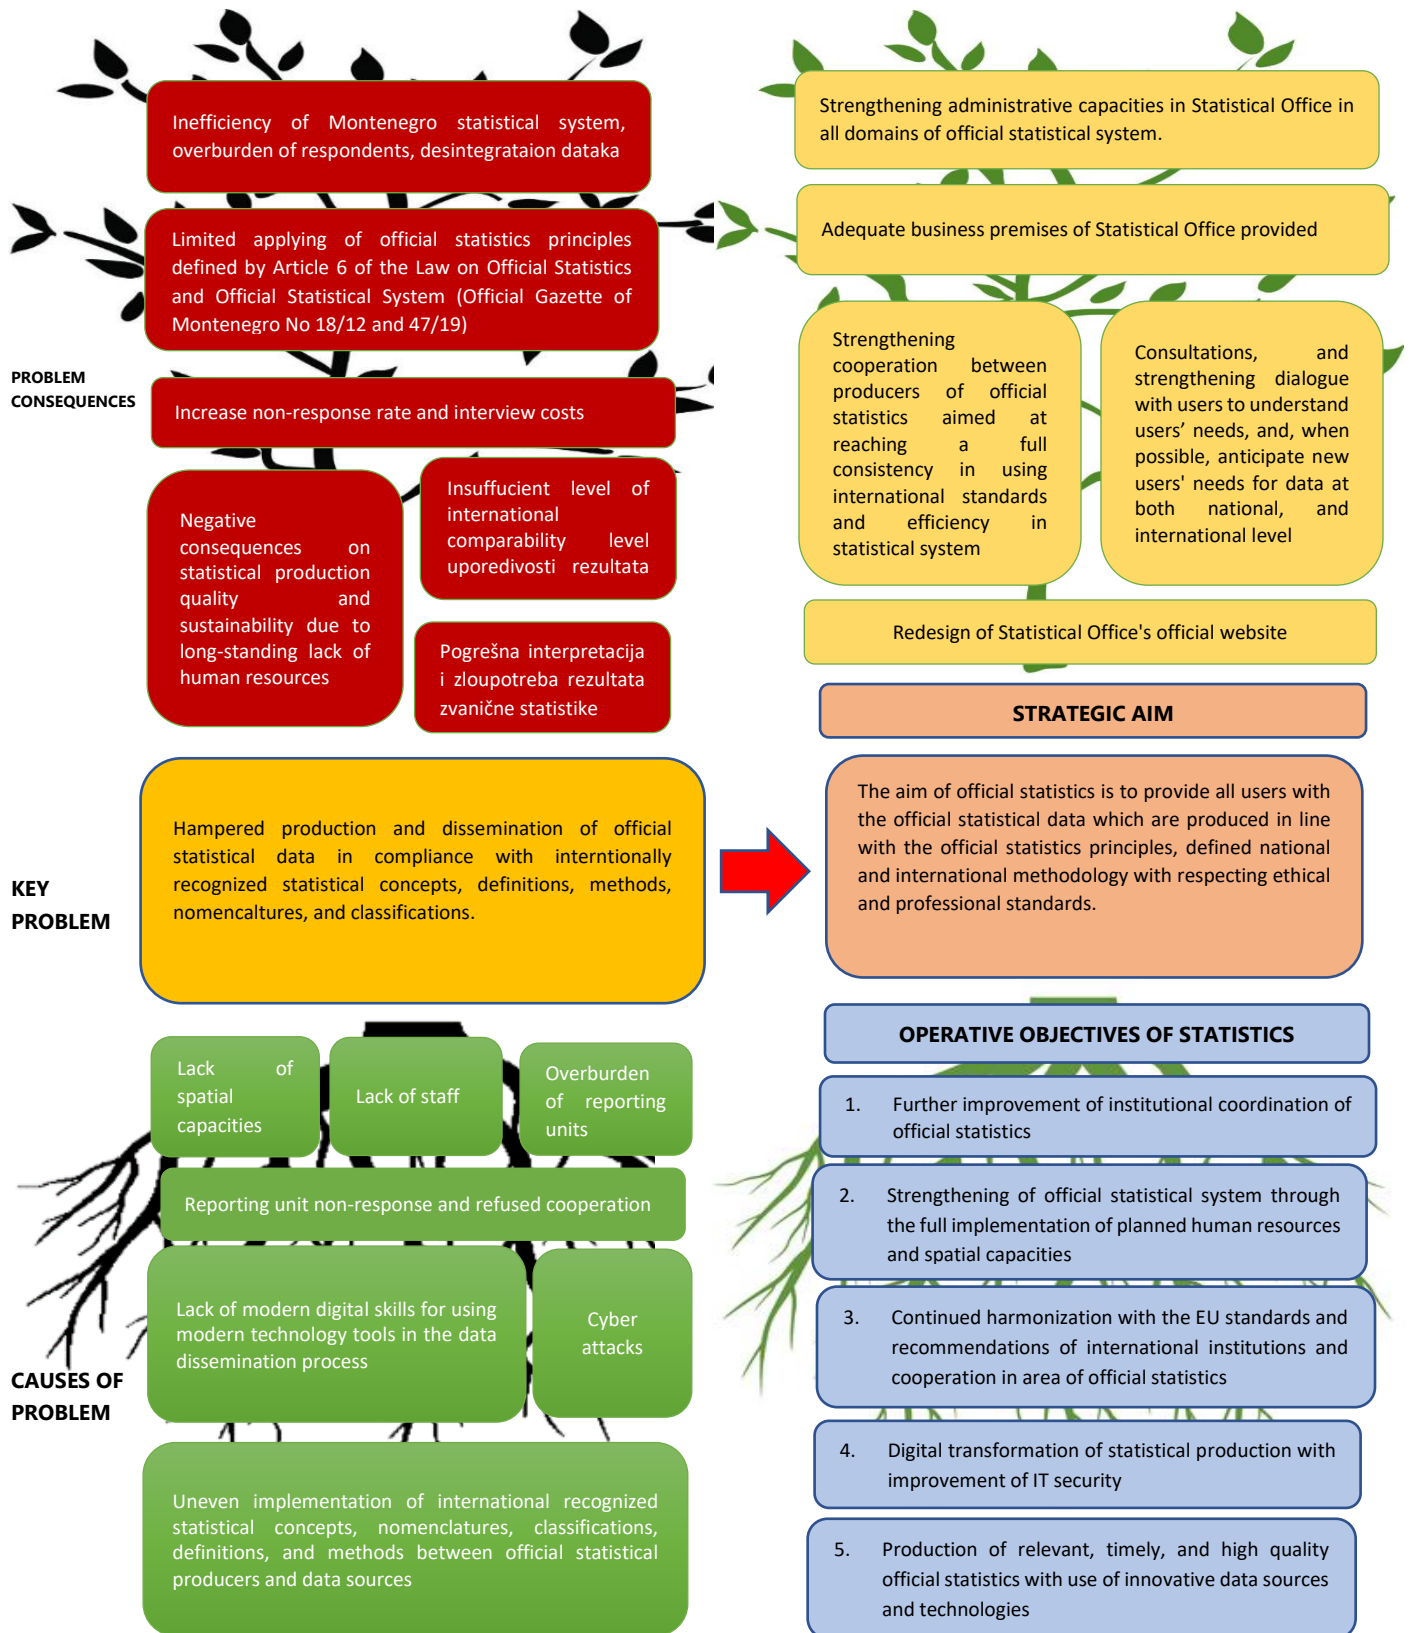 Inefficiency of Montenegro statistical system,
overburden of respondents, desintegrataion dataka
Limited applying of official statistics principles
defined by Article 6 of the Law on Official Statistics
and Official Statistical System (Official Gazette of
Montenegro No 18/12 and 47/19)
PROBLEM
CONSEQUENCES
Increase non-response rate and interview costs
Negative
consequences on
statistical production
quality and
sustainability due to
long-standing lack of
human resources
Insuffucient level of
international
comparability level
uporedivosti rezultata
Pogrešna interpretacija
i zloupotreba rezultata
zvanične statistike
Strengthening administrative capacities in Statistical Office in
all domains of official statistical system.
Adequate business premises of Statistical Office provided
Strengthening
cooperation between
producers of official
statistics aimed at
reaching a full
consistency in using
international standards
and efficiency in
statistical system
Consultations, and
strengthening dialogue
with users to understand
users’ needs, and, when
possible, anticipate new
users' needs for data at
both national, and
international level
Redesign of Statistical Office's official website
STRATEGIC AIM
KEY
PROBLEM
Hampered production and dissemination of official
statistical data in compliance with interntionally
recognized statistical concepts, definitions, methods,
nomencaltures, and classifications.
The aim of official statistics is to provide all users with
the official statistical data which are produced in line
with the official statistics principles, defined national
and international methodology with respecting ethical
and professional standards.
CAUSES OF
PROBLEM
Lack of
spatial
capacities
Lack of staff
Overburden
of reporting
units
Reporting unit non-response and refused cooperation
Lack of modern digital skills for using
modern technology tools in the data
dissemination process
Cyber
attacks
Uneven implementation of international recognized
statistical concepts, nomenclatures, classifications,
definitions, and methods between official statistical
producers and data sources
OPERATIVE OBJECTIVES OF STATISTICS
1. Further improvement of institutional coordination of
official statistics
2. Strengthening of official statistical system through
the full implementation of planned human resources
and spatial capacities
3. Continued harmonization with the EU standards and
recommendations of international institutions and
cooperation in area of official statistics
4. Digital transformation of statistical production with
improvement of IT security
5. Production of relevant, timely, and high quality
official statistics with use of innovative data sources
and technologies